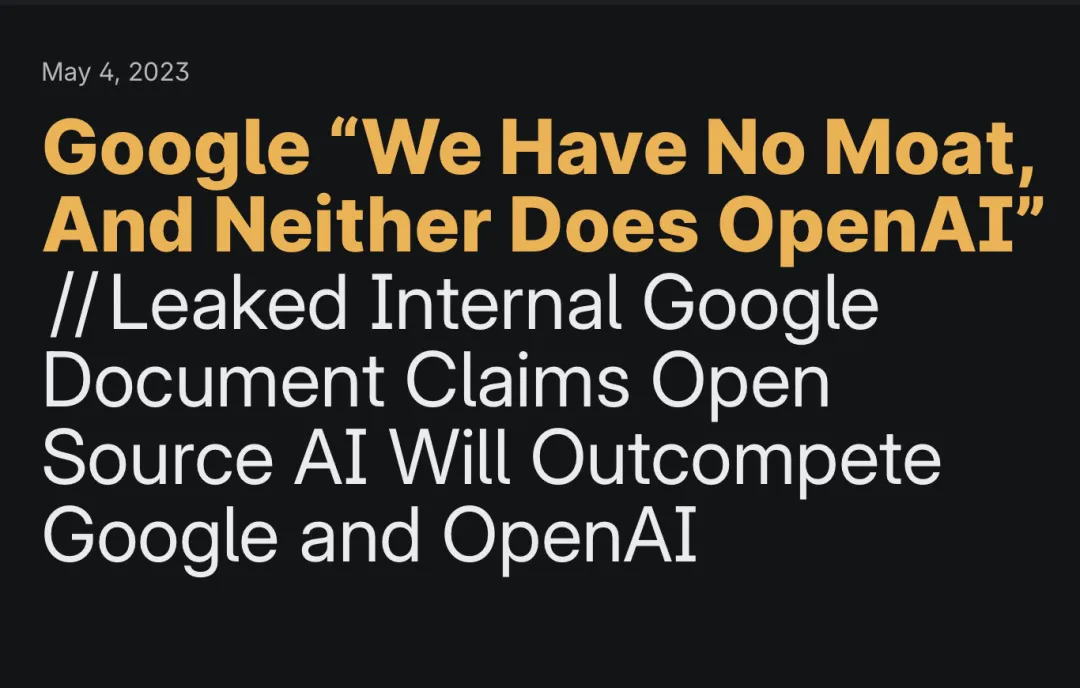 May 4, 2023
Google “We Have No Moat,
And Neither Does OpenAI”
//Leaked Internal Google
Document Claims Open
Source AI Will Outcompete
Google and OpenAI